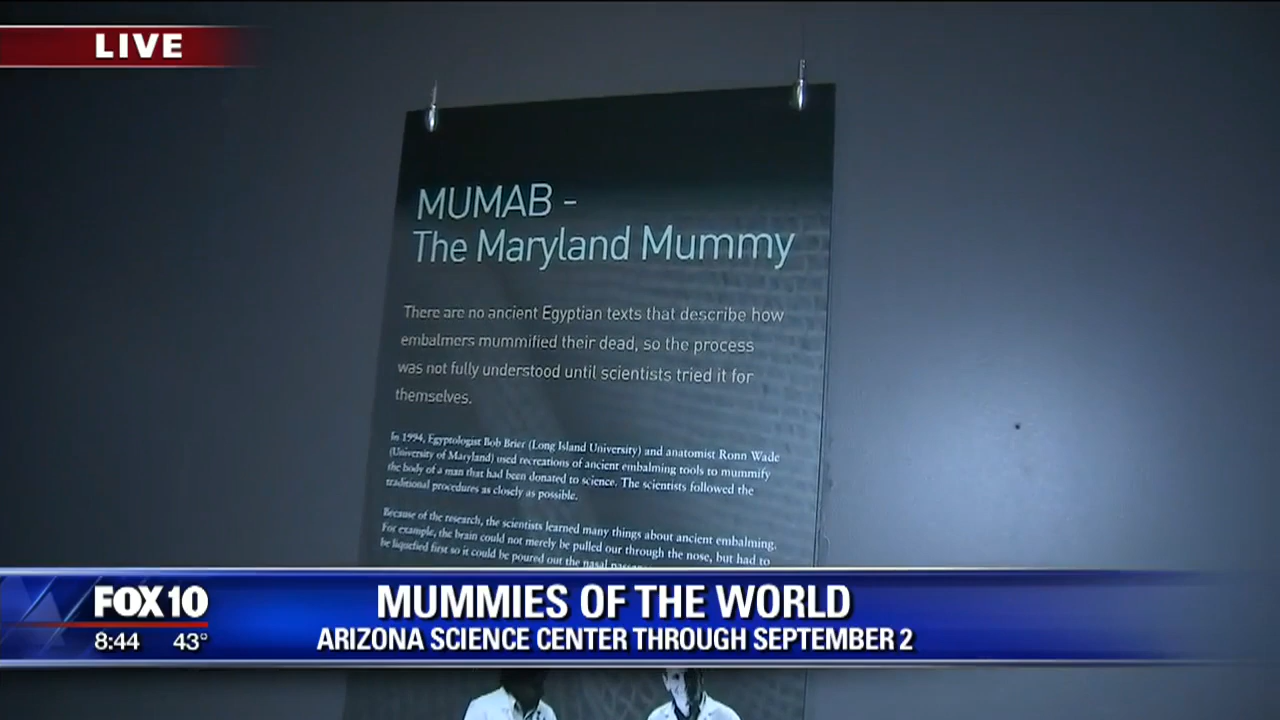 LIVE
MUMAB -
The Maryland Mummy
There are no ancient Egyptian texts that describe how
embalmers mummified their dead, so the process
was not fully understood until scientists tried it for
themselves.
In 1994, Egyptologist Bob Brier (Long Island University) and anatomist Ronn Wade
(University of Maryland) used recreations of ancient embalming tools to mummify
the body of a man that had been donated to science. The scientists followed the
traditional procedures as closely as possible.
Because of the research, the scientists learned many things about ancient embalming.
For example, the brain could not merely be pulled our through the nose, but had to
be liquefied first so it could be poured out the nasal
FOX 10
MUMMIES OF THE WORLD
8:44 43°
ARIZONA SCIENCE CENTER THROUGH SEPTEMBER 2